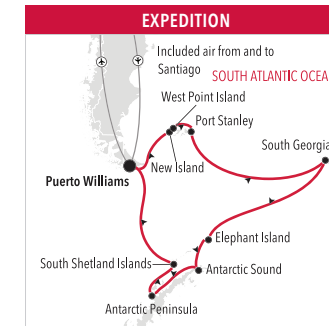 EXPEDITION
Included air from and to
Santiago
SOUTH ATLANTIC OCEA
West Point Island
Port Stanley
South Georgia
New Island
Puerto Williams
Elephant Island
South Shetland Islands
Antarctic Sound
Antarctic Peninsula